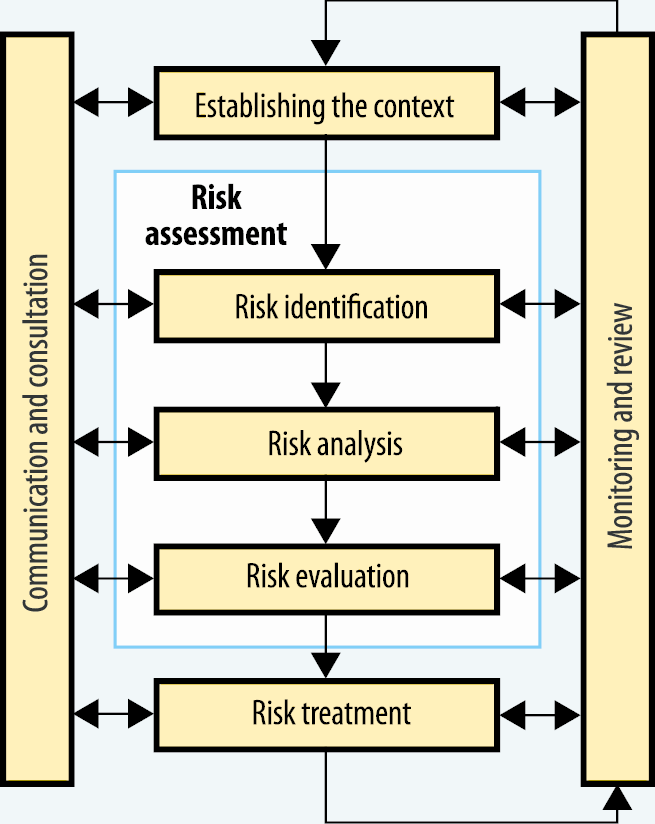 Establishing the context
Risk
assessment
Risk identification
Risk analysis
Risk evaluation
Risk treatment
Communication and consultation
Monitoring and review